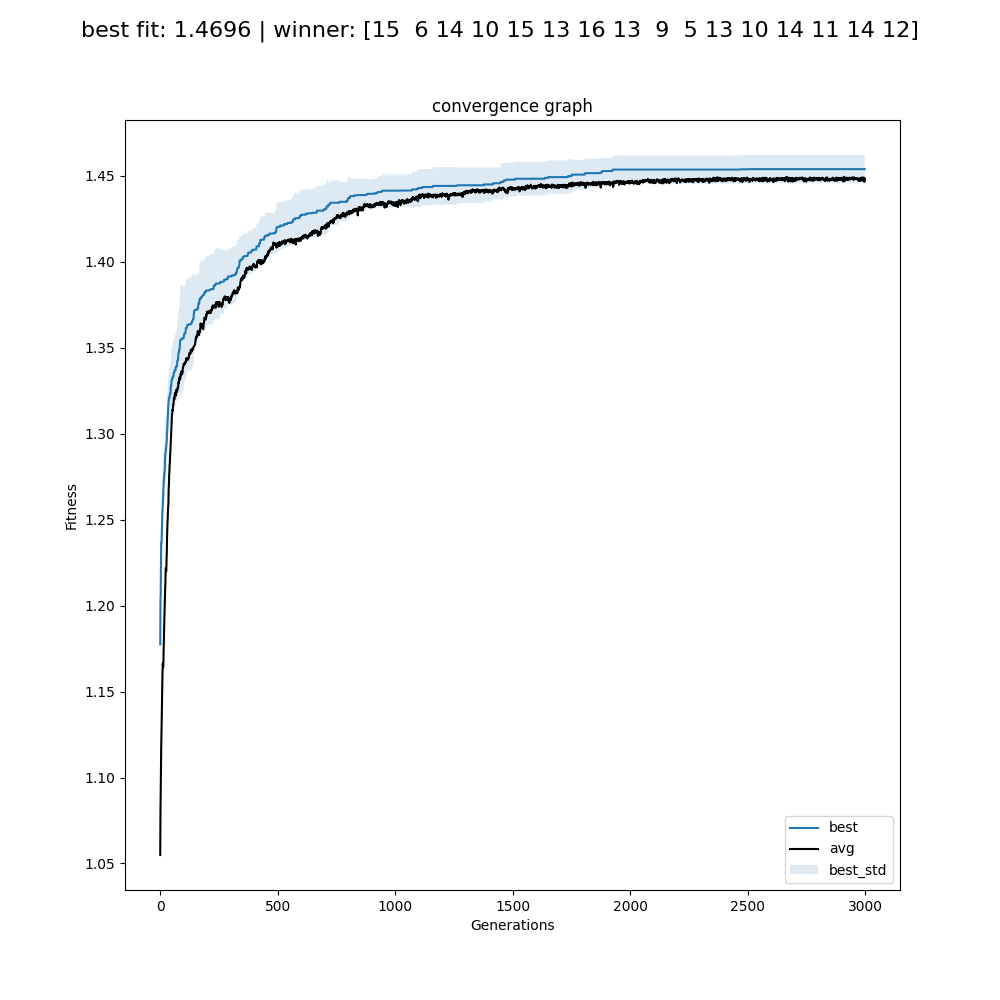 best fit: 1.4696 | winner: [15  6 14 10 15 13 16 13  9  5 13 10 14 11 14 12]
convergence graph
1.45
1.40
1.35
1.30
1.25
1.20
1.15
1.10
1.05
Fitness
best
avg
best_std
0 500 1000 1500 2000 2500 3000
Generations